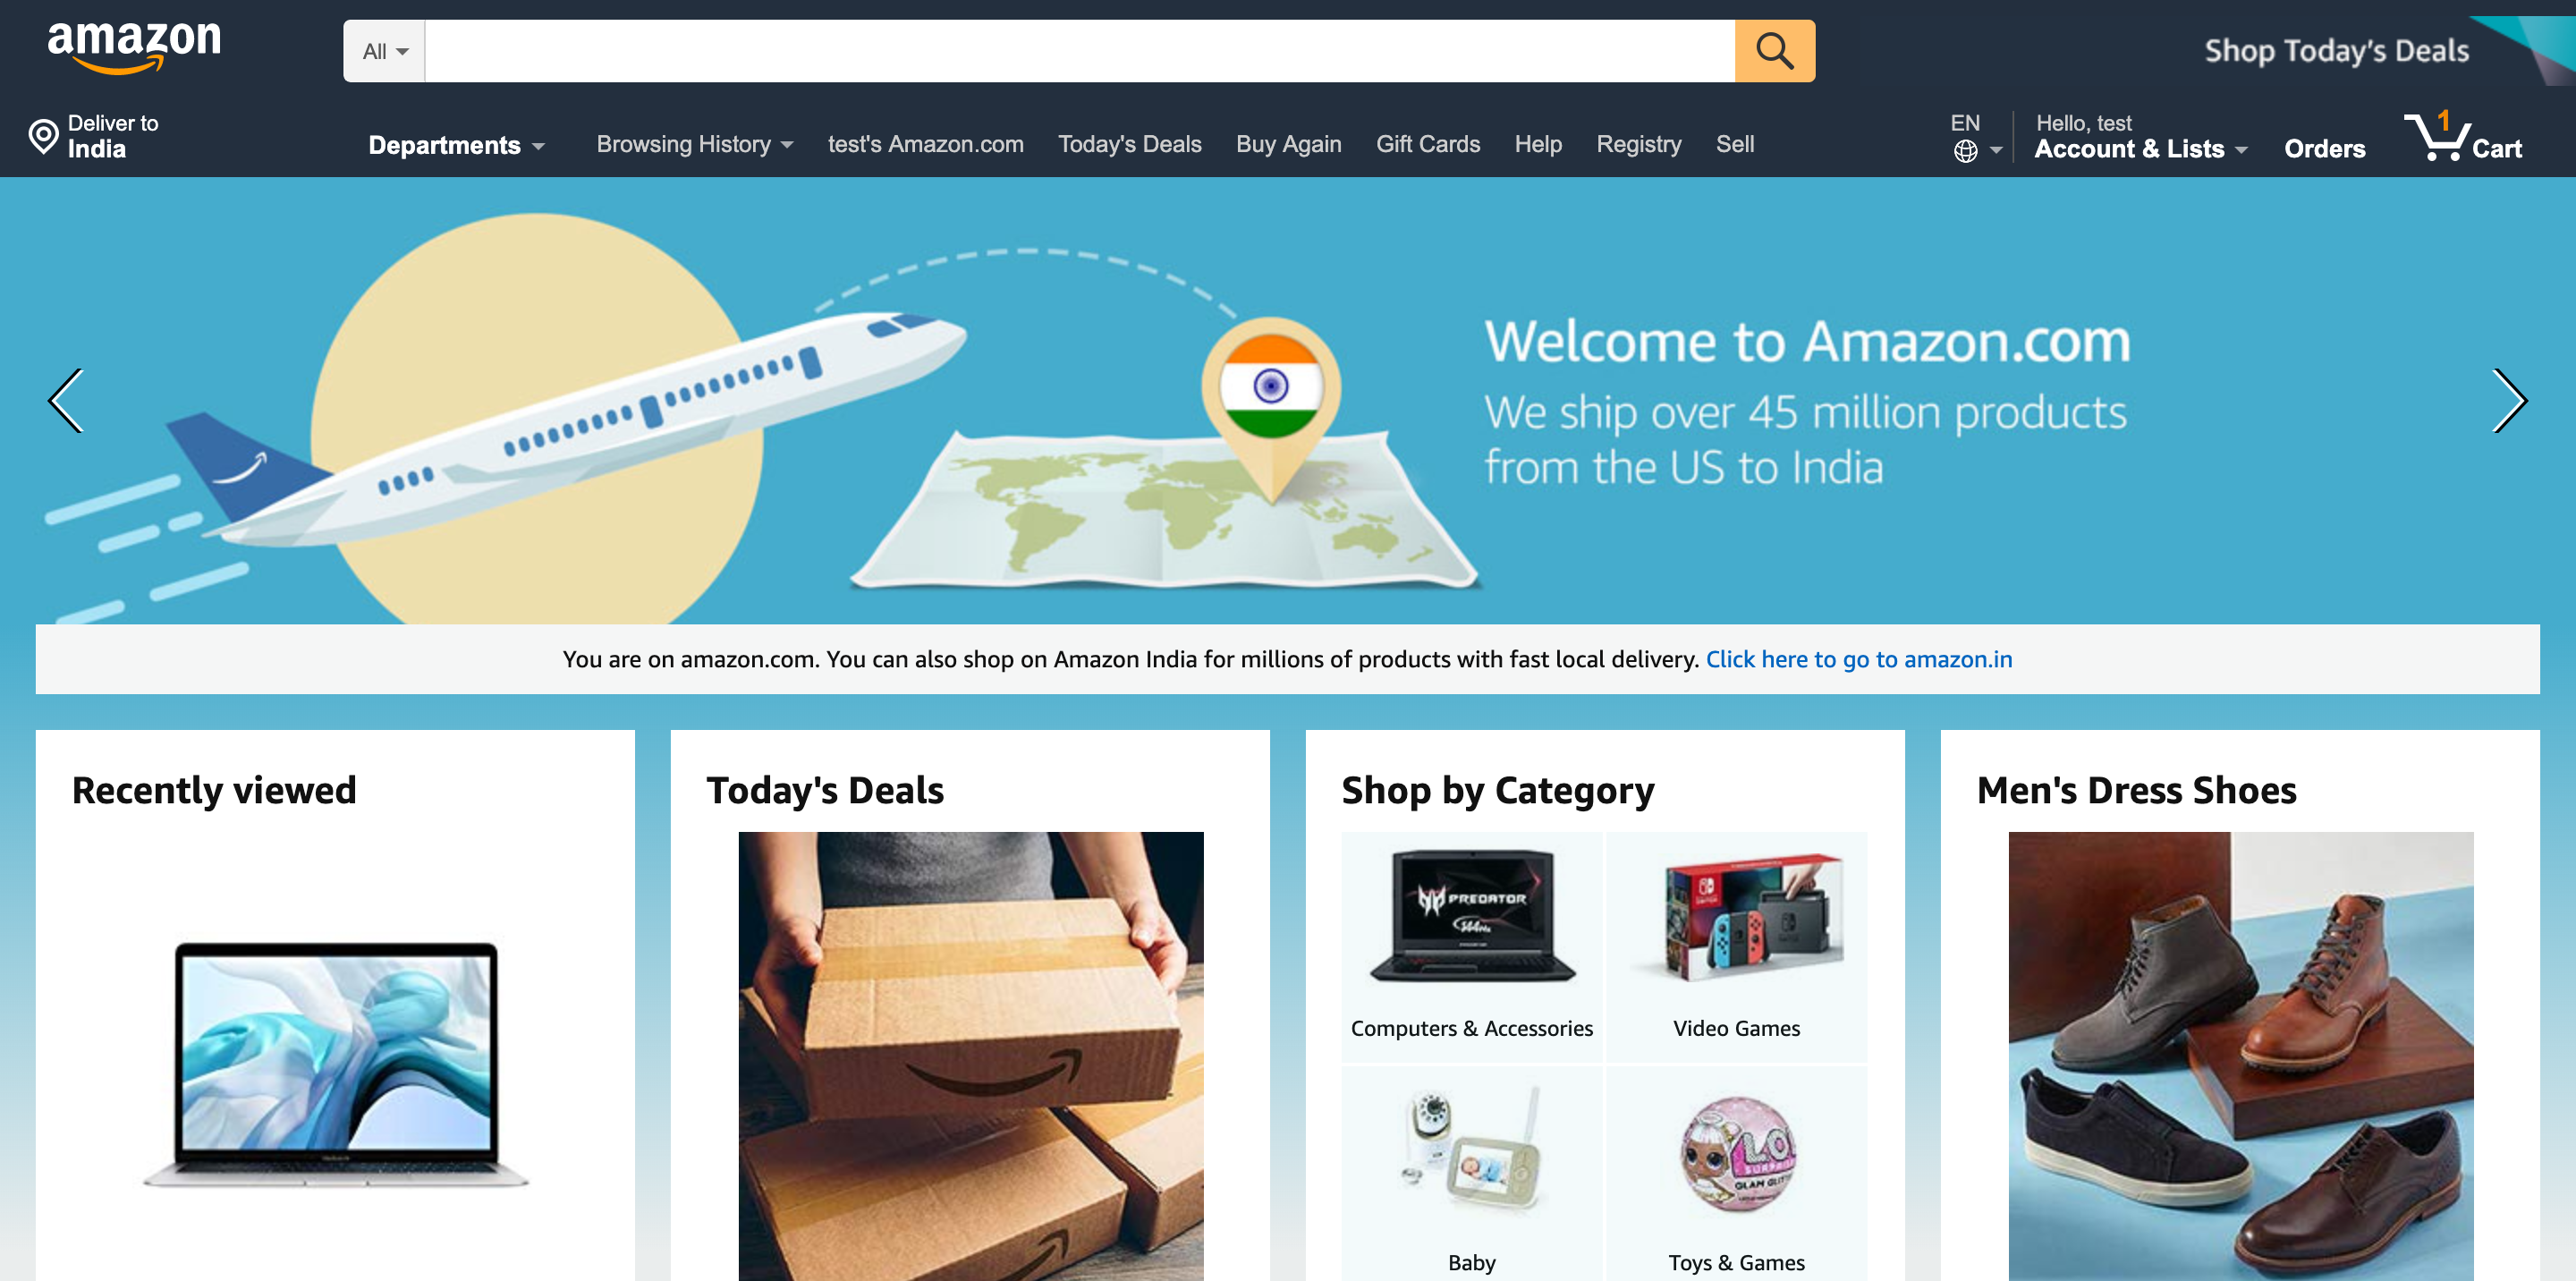 amazon
All
Shop Today's Deals
Deliver to
India
Departments
Browsing History
test's Amazon.com
Today's Deals
Buy Again
Gift Cards
Help
Registry
Sell
EN
Hello, test
Account & Lists
Orders
1
Cart
Welcome to Amazon.com
We ship over 45 million products
from the US to India
You are on amazon.com. You can also shop on Amazon India for millions of products with fast local delivery. Click here to go to amazon.in
Recently viewed
Today's Deals
Shop by Category
Men's Dress Shoes
PREDATOR
144Hz
Computers & Accessories
Video Games
L.O.
SURPRISE
Baby
Toys & Games